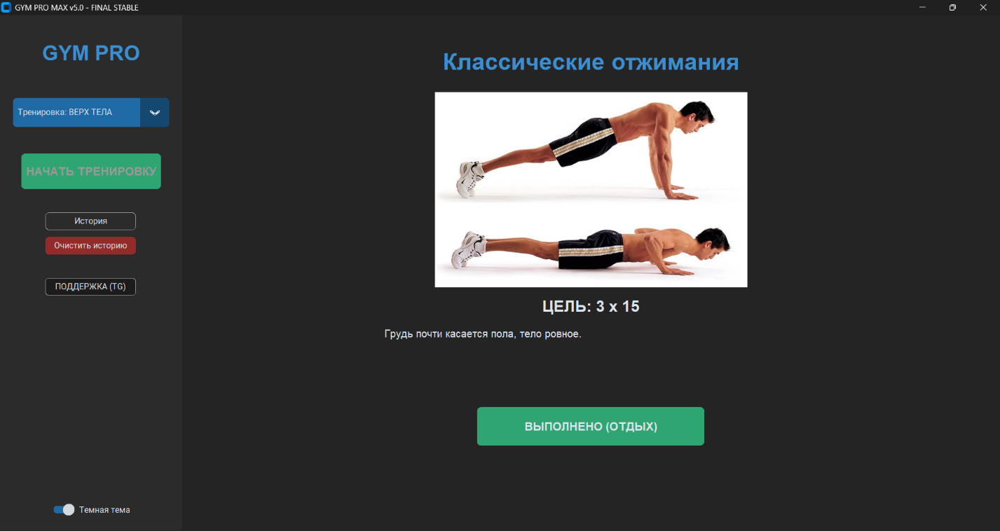 GYM PRO MAX v5.0 - FINAL STABLE
GYM PRO
Тренировка: ВЕРХ ТЕЛА
НАЧАТЬ ТРЕНИРОВКУ
История
Очистить историю
ПОДДЕРЖКА (TG)
Темная тема
Классические отжимания
ЦЕЛЬ: 3 x 15
Грудь почти касается пола, тело ровное.
ВЫПОЛНЕНО (ОТДЫХ)